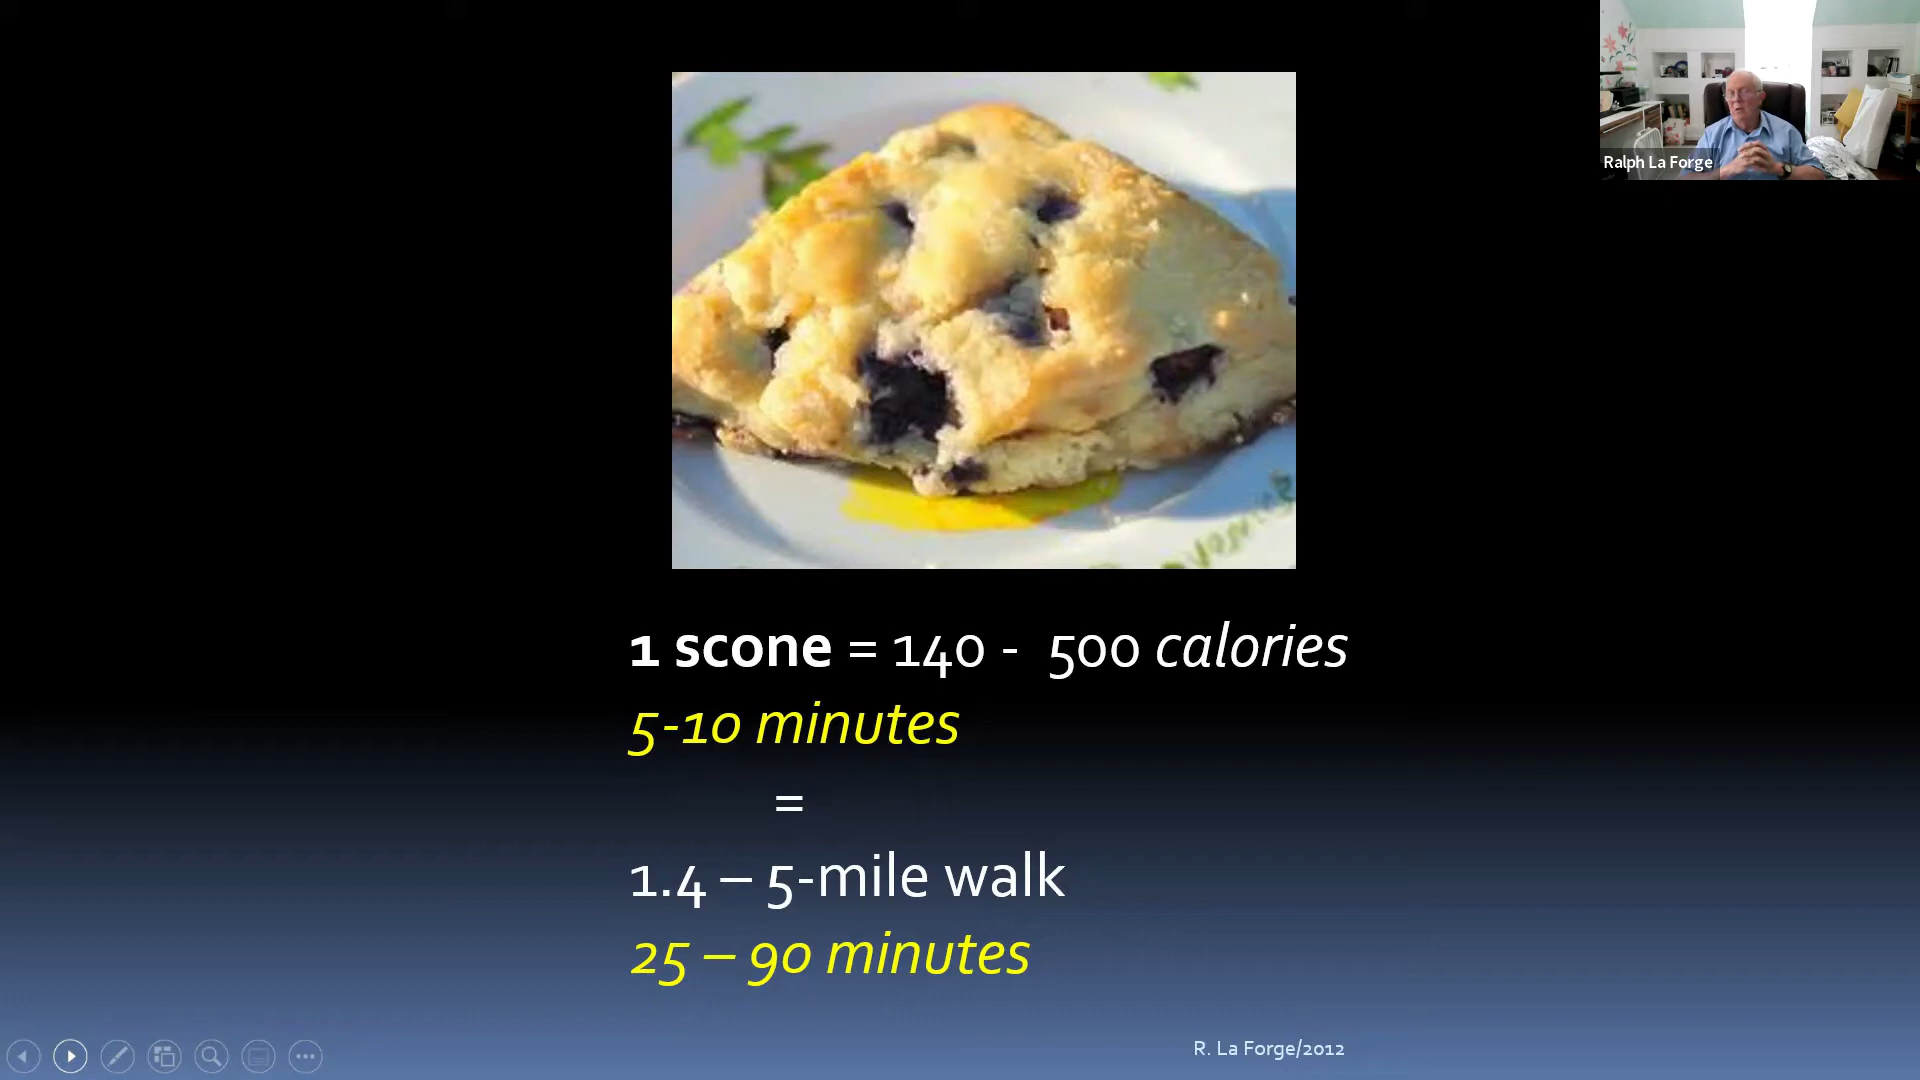 Ralph La Forge
1 scone = 140 - 500 calories
5-10 minutes
=
1.4 – 5-mile walk
25 – 90 minutes
R. La Forge/2012